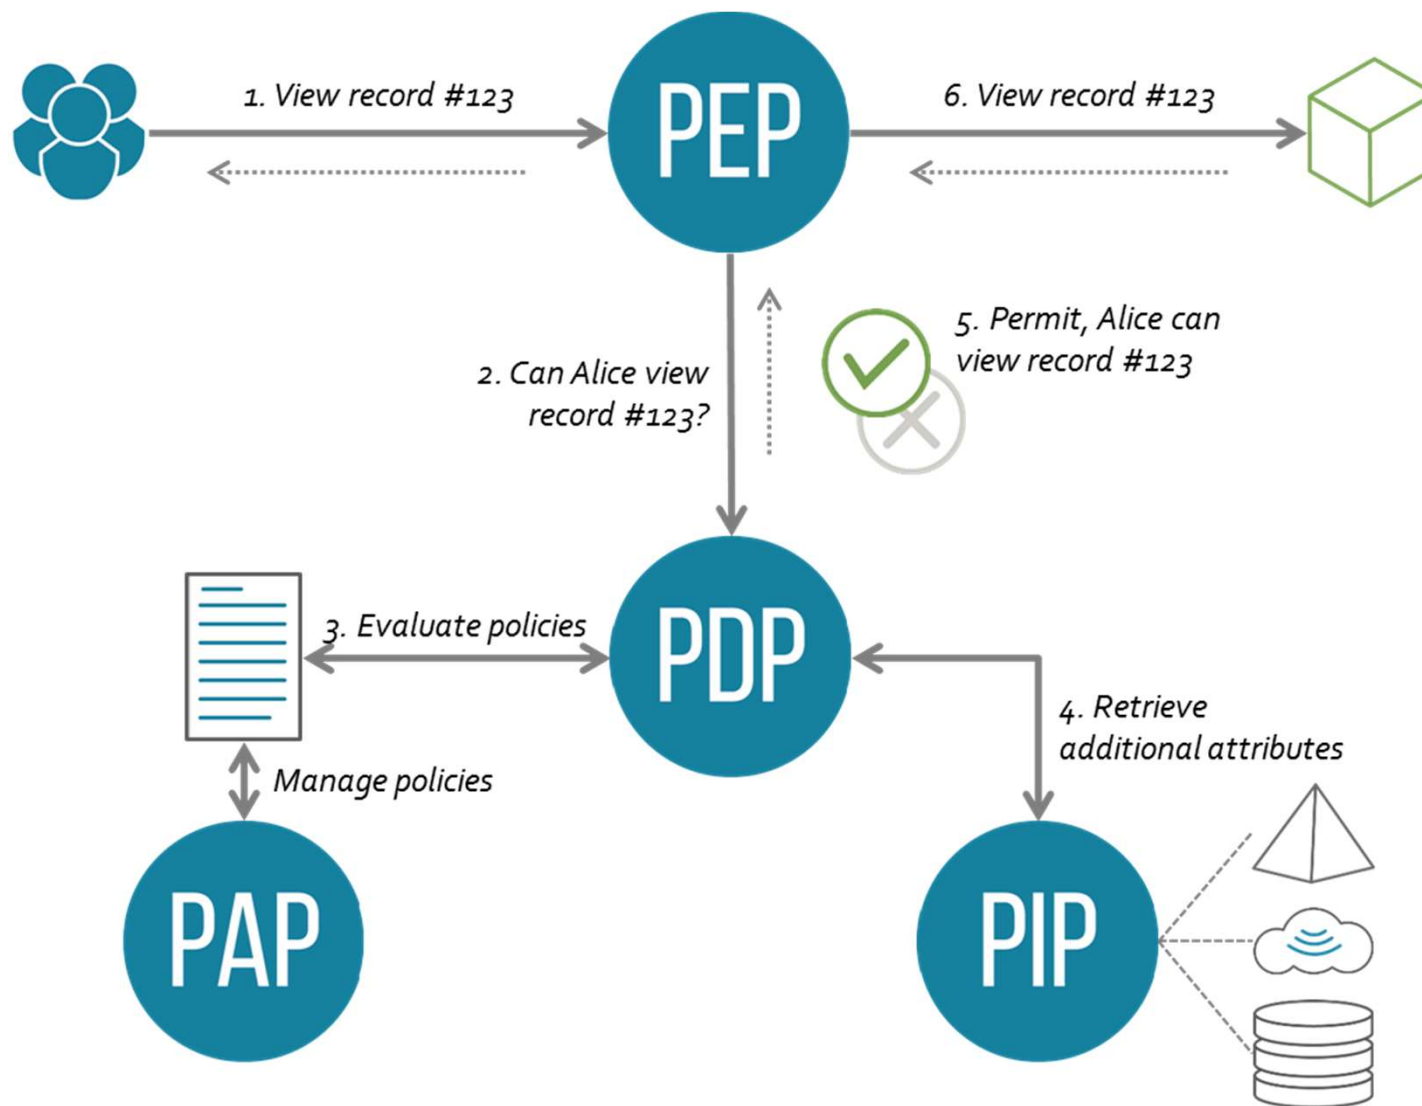 1. View record #123
PEP
6. View record #123
2. Can Alice view
record #123?
5. Permit, Alice can
view record #123
3. Evaluate policies
PDP
4. Retrieve
additional attributes
Manage policies
PAP
PIP